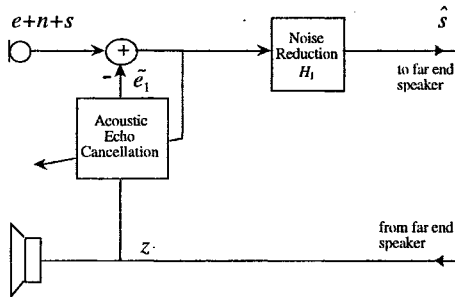 e+n+s
+
-
ẽ₁
Noise
Reduction
H₁
ŝ
to far end
speaker
Acoustic
Echo
Cancellation
z
from far end
speaker